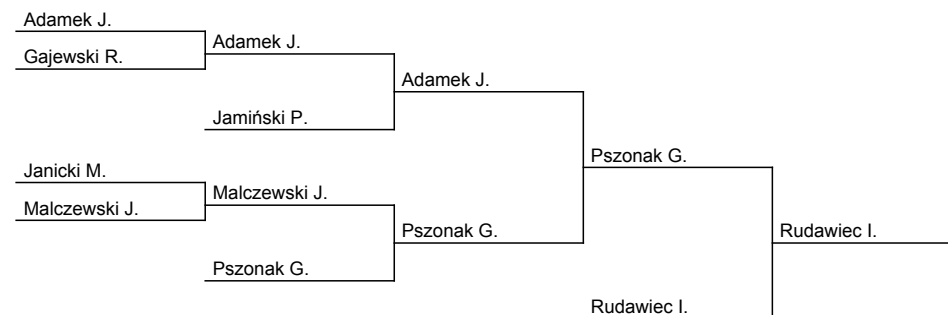 Adamek J.
Gajewski R.
Adamek J.
Jamiński P.
Adamek J.
Janicki M.
Malczewski J.
Malczewski J.
Pszonak G.
Pszonak G.
Pszonak G.
Rudawiec I.
Rudawiec I.